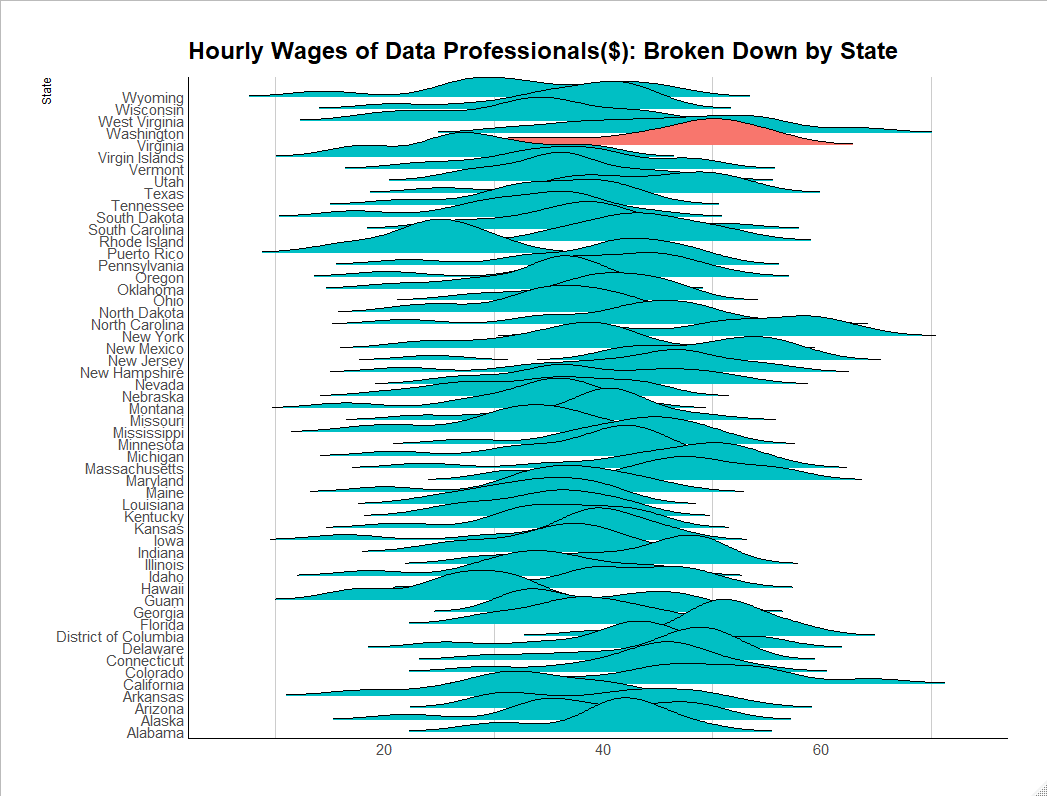 Hourly Wages of Data Professionals($): Broken Down by State
State
Wyoming
Wisconsin
West Virginia
Washington
Virginia
Virgin Islands
Vermont
Utah
Texas
Tennessee
South Dakota
South Carolina
Rhode Island
Puerto Rico
Pennsylvania
Oregon
Oklahoma
Ohio
North Dakota
North Carolina
New York
New Mexico
New Jersey
New Hampshire
Nevada
Nebraska
Montana
Missouri
Mississippi
Minnesota
Michigan
Massachusetts
Maryland
Maine
Louisiana
Kentucky
Kansas
Iowa
Indiana
Illinois
Idaho
Hawaii
Guam
Georgia
Florida
District of Columbia
Delaware
Connecticut
Colorado
California
Arkansas
Arizona
Alaska
Alabama
20 40 60